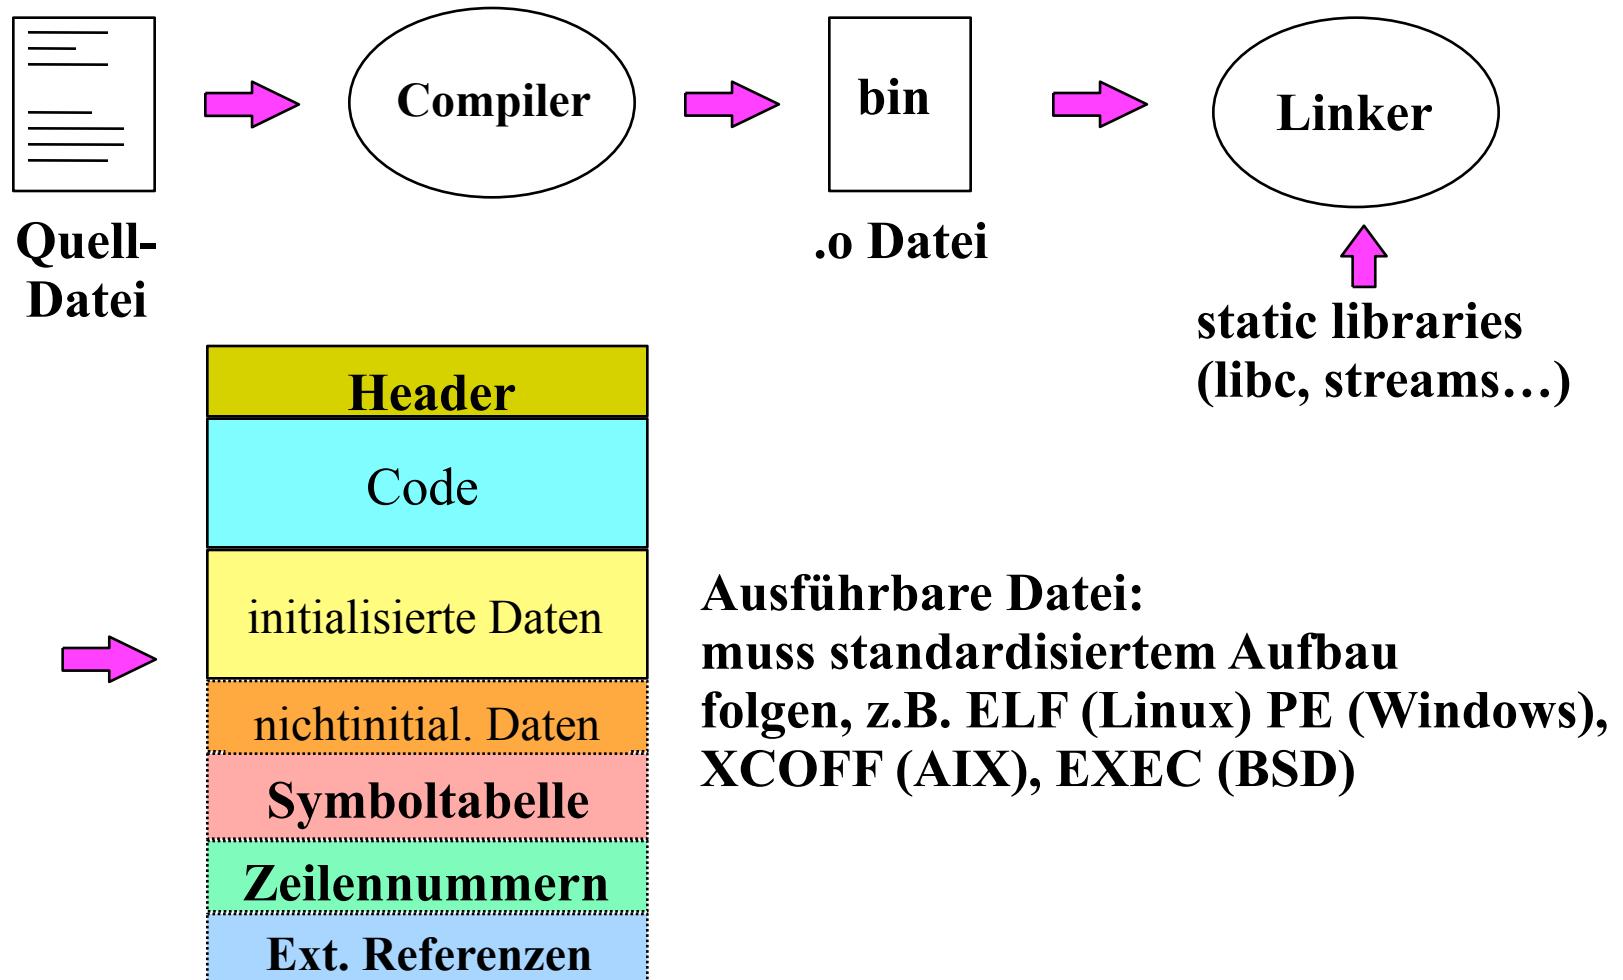 Compiler
bin
Linker
Quell-
Datei
.o Datei
static libraries
(libc, streams…)
Header
Code
initialisierte Daten
nichtinitial. Daten
Symboltabelle
Zeilennummern
Ext. Referenzen
Ausführbare Datei:
muss standardisiertem Aufbau
folgen, z.B. ELF (Linux) PE (Windows),
XCOFF (AIX), EXEC (BSD)